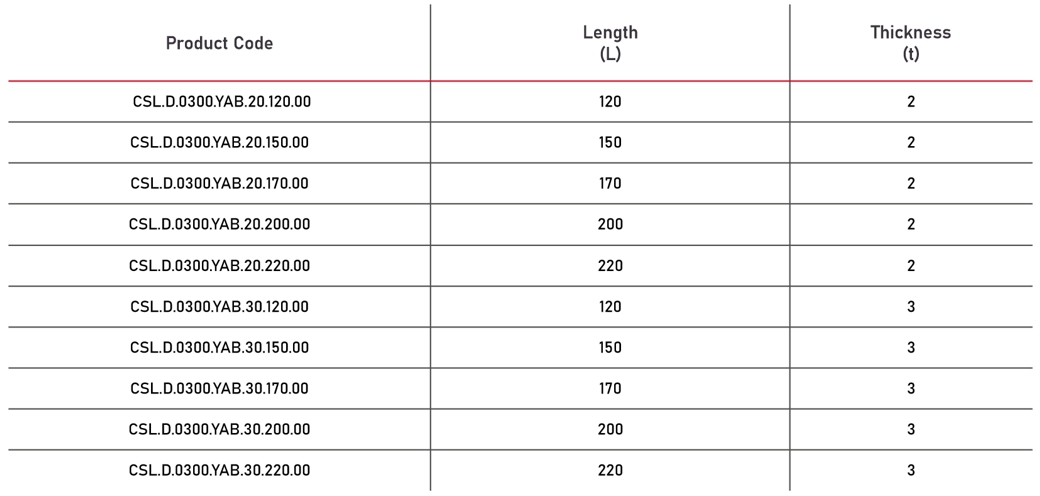 Product Code Length (L) Thickness (t)
CSL.D.0300.YAB.20.120.00 120 2
CSL.D.0300.YAB.20.150.00 150 2
CSL.D.0300.YAB.20.170.00 170 2
CSL.D.0300.YAB.20.200.00 200 2
CSL.D.0300.YAB.20.220.00 220 2
CSL.D.0300.YAB.30.120.00 120 3
CSL.D.0300.YAB.30.150.00 150 3
CSL.D.0300.YAB.30.170.00 170 3
CSL.D.0300.YAB.30.200.00 200 3
CSL.D.0300.YAB.30.220.00 220 3